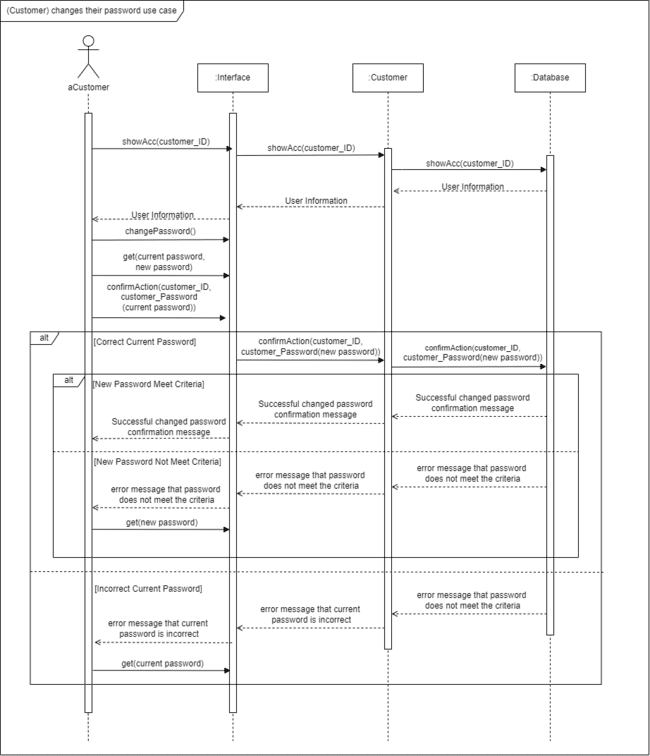 (Customer) changes their password use case
aCustomer
:Interface
:Customer
:Database
showAcc(customer_ID)
showAcc(customer_ID)
showAcc(customer_ID)
User Information
User Information
User Information
changePassword()
get(current password,
new password)
confirmAction(customer_ID,
customer_Password
(current password))
alt
[Correct Current Password]
confirmAction(customer_ID,
customer_Password(new password))
confirmAction(customer_ID,
customer_Password(new password))
alt
[New Password Meet Criteria]
Successful changed password
confirmation message
Successful changed password
confirmation message
Successful changed password
confirmation message
[New Password Not Meet Criteria]
error message that password
does not meet the criteria
error message that password
does not meet the criteria
error message that password
does not meet the criteria
get(new password)
[Incorrect Current Password]
error message that password
does not meet the criteria
error message that current
password is incorrect
error message that current
password is incorrect
get(current password)